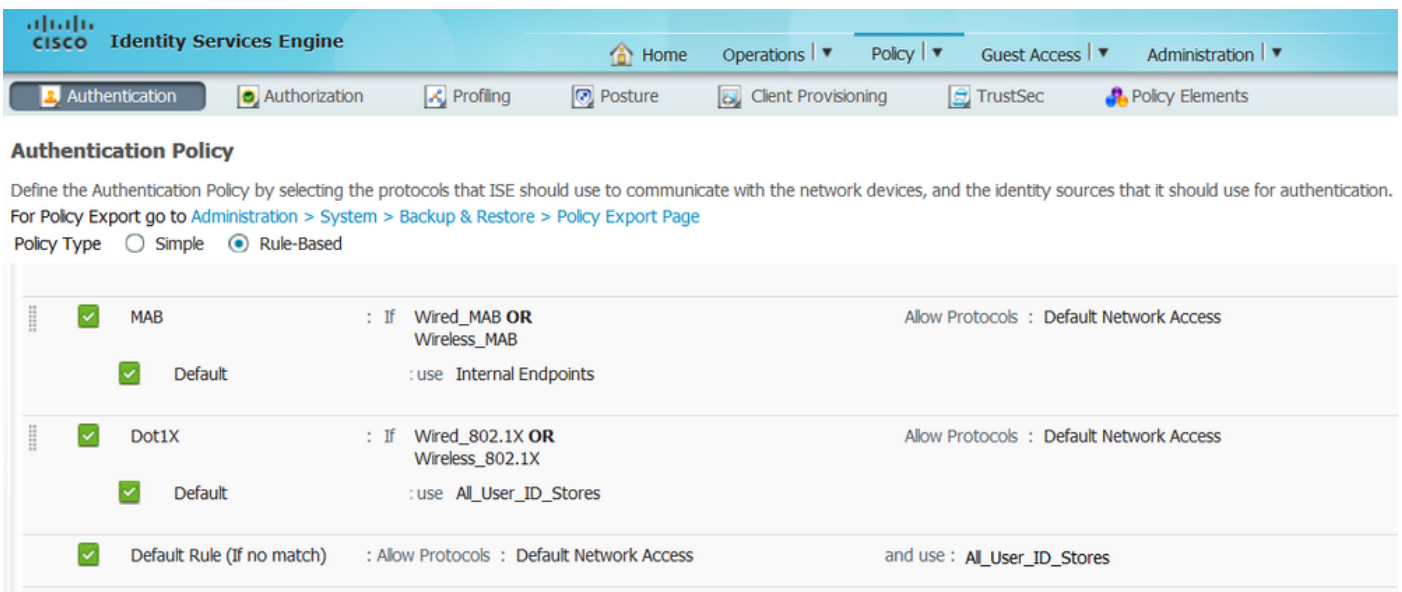 CISCO Identity Services Engine
Home Operations | ▼ Policy | ▼ Guest Access | ▼ Administration | ▼
Authentication Authorization Profiling Posture Client Provisioning TrustSec Policy Elements
Authentication Policy
Define the Authentication Policy by selecting the protocols that ISE should use to communicate with the network devices, and the identity sources that it should use for authentication.
For Policy Export go to Administration > System > Backup & Restore > Policy Export Page
Policy Type Simple Rule-Based
MAB : If Wired_MAB OR Allow Protocols : Default Network Access
Wireless_MAB
Default : use Internal Endpoints
Dot1X : If Wired_802.1X OR Allow Protocols : Default Network Access
Wireless_802.1X
Default : use All_User_ID_Stores
Default Rule (If no match) : Allow Protocols : Default Network Access and use : All_User_ID_Stores